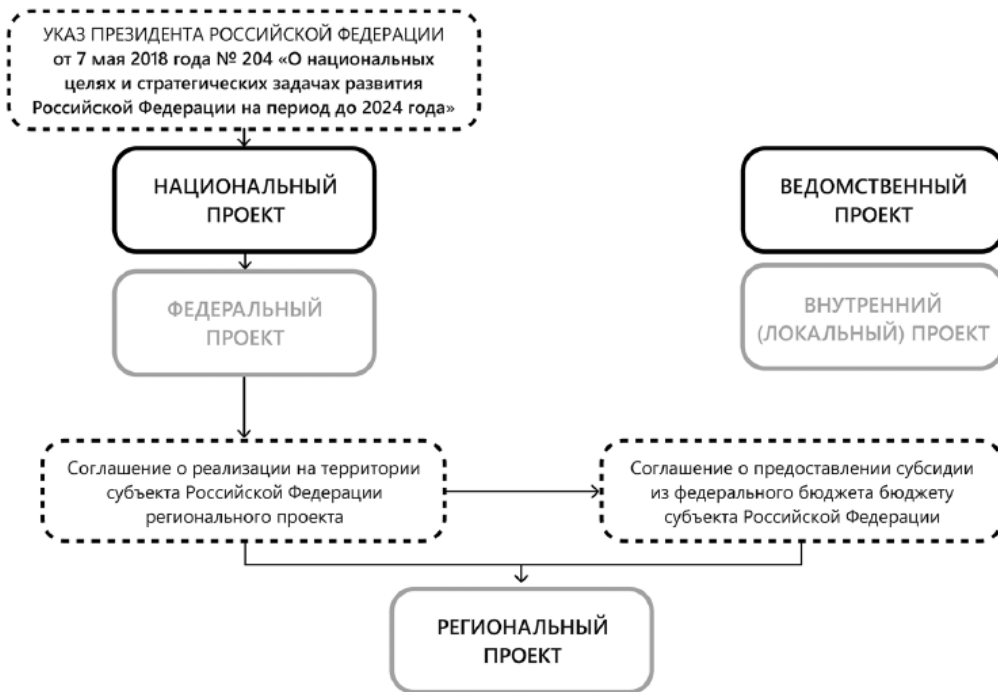 УКАЗ ПРЕЗИДЕНТА РОССИЙСКОЙ ФЕДЕРАЦИИ
от 7 мая 2018 года № 204 «О национальных
целях и стратегических задачах развития
Российской Федерации на период до 2024 года»
НАЦИОНАЛЬНЫЙ
ПРОЕКТ
ВЕДОМСТВЕННЫЙ
ПРОЕКТ
ФЕДЕРАЛЬНЫЙ
ПРОЕКТ
ВНУТРЕННИЙ
(ЛОКАЛЬНЫЙ) ПРОЕКТ
Соглашение о реализации на территории
субъекта Российской Федерации
регионального проекта
Соглашение о предоставлении субсидии
из федерального бюджета бюджету
субъекта Российской Федерации
РЕГИОНАЛЬНЫЙ
ПРОЕКТ